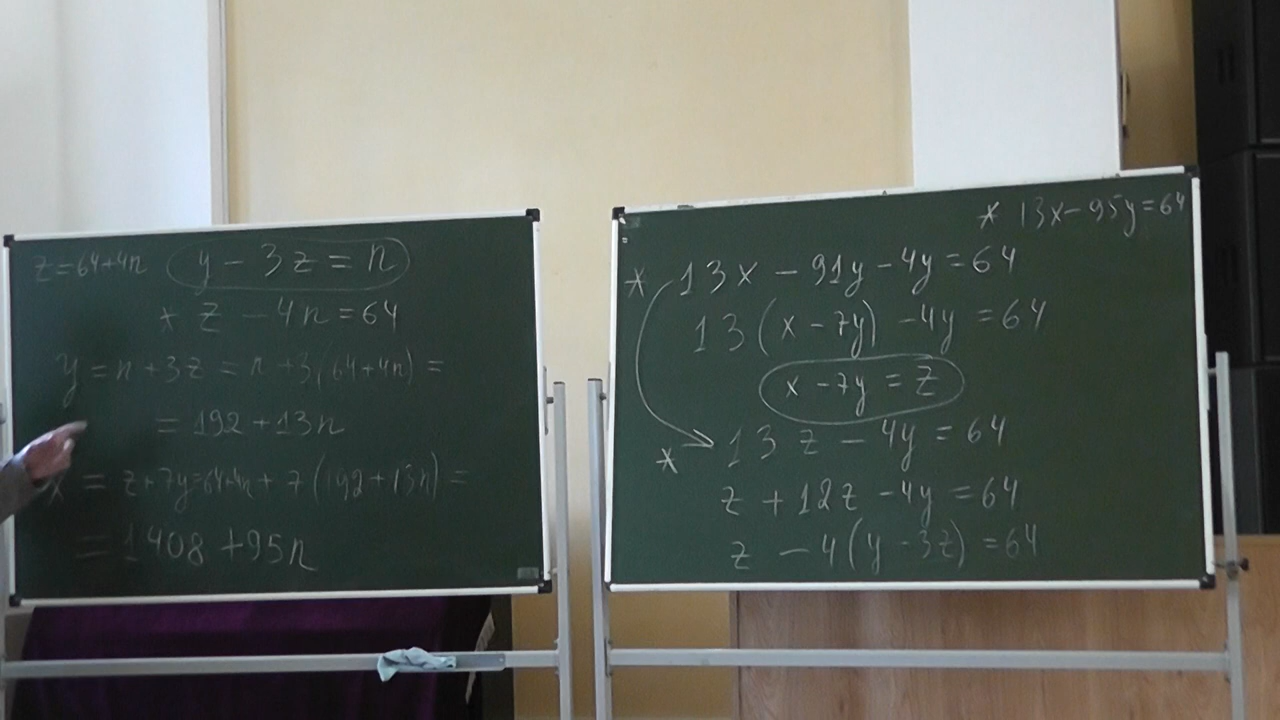 z=64+4n
y - 3z = n
* z - 4n = 64
y = n + 3z = n + 3(64+4n) =
= 192 + 13n
x = z+7y=64+4n + 7(192+13n) =
= 1408 + 95n
* 13x - 95y = 64
* 13x - 91y - 4y = 64
13(x - 7y) - 4y = 64
x - 7y = z
* 13z - 4y = 64
z + 12z - 4y = 64
z - 4(y - 3z) = 64